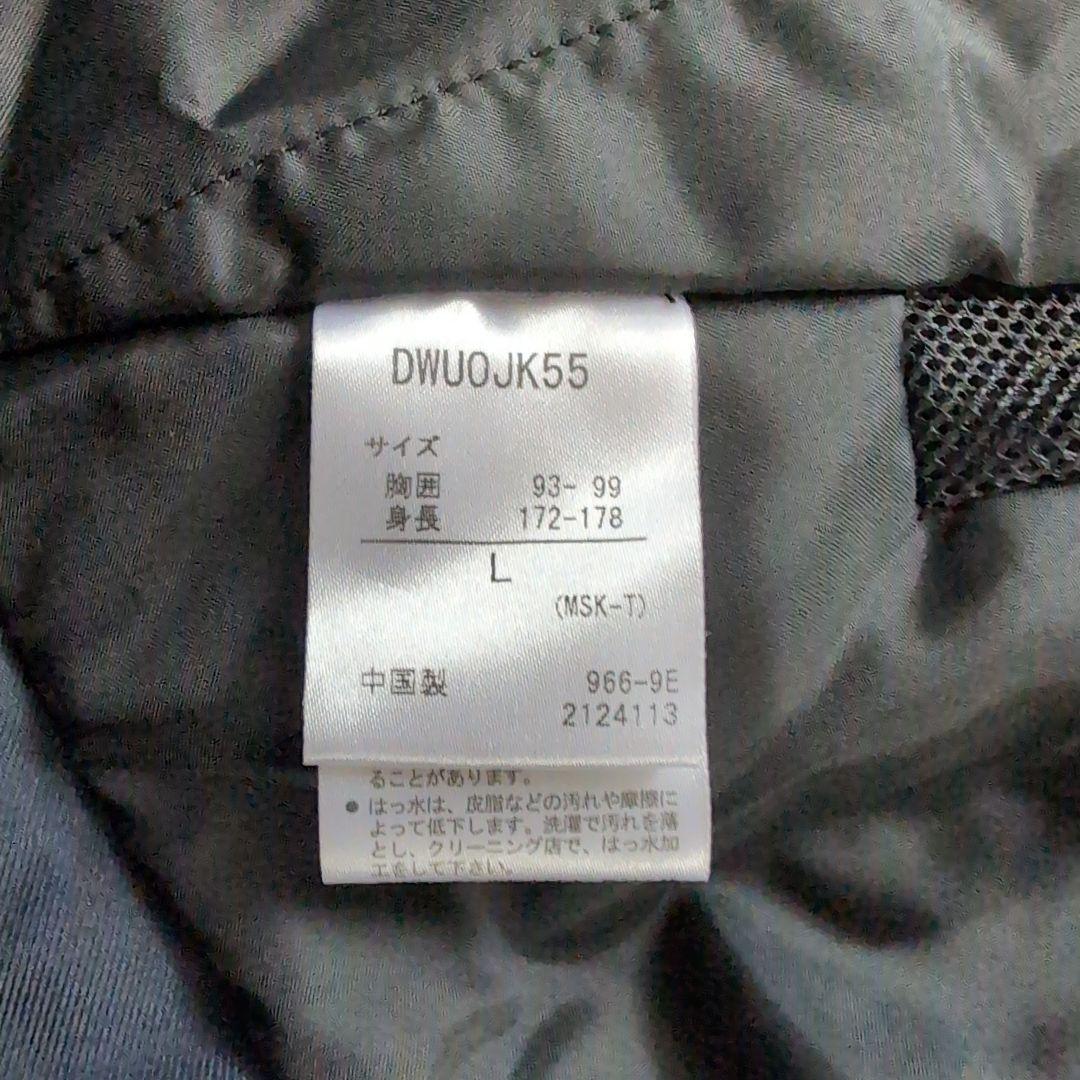 DWUOJK55
サイズ
胸囲 93- 99
身長 172-178
L
(MSK-T)
中国製 966-9E
2124113
ることがあります。
● はっ水は、皮脂などの汚れや摩擦に
よって低下します。洗濯で汚れを落
とし、クリーニング店で、はっ水加
工をして下さい。